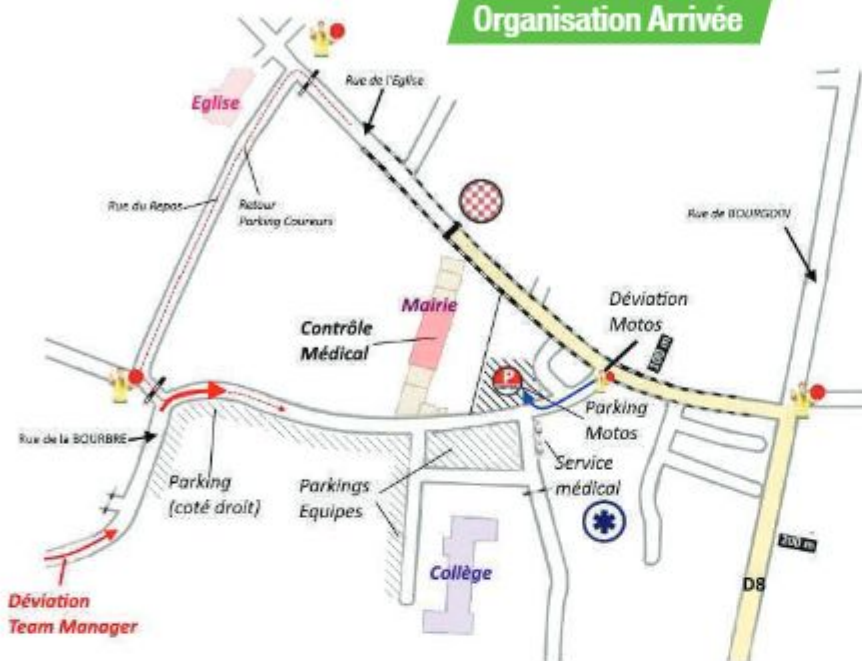 Organisation Arrivée
Rue de l'Eglise
Eglise
Rue du Repos
Retour
Parking Coureurs
Rue de BOURGOIN
Mairie
Contrôle
Médical
Déviation
Motos
100 m
P
Parking
Motos
Rue de la BOURBRE
Parking
(coté droit)
Parkings
Equipes
Service
médical
Collège
200 m
D8
Déviation
Team Manager